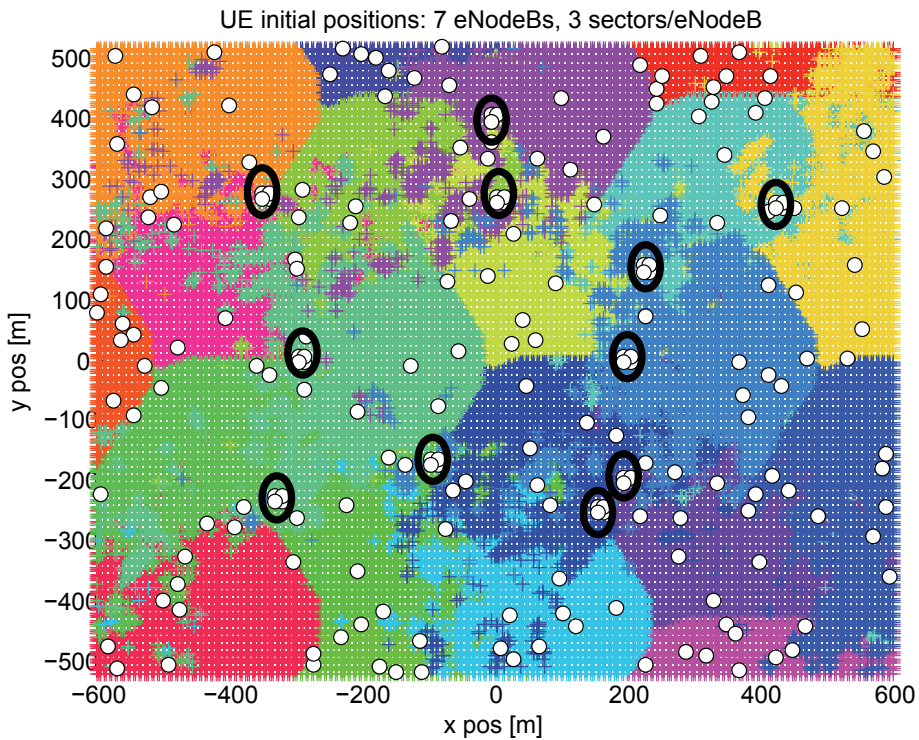 UE initial positions: 7 eNodeBs, 3 sectors/eNodeB
500
400
300
200
100
0
−100
−200
−300
−400
−500
y pos [m]
−600 −400 −200 0 200 400 600
x pos [m]